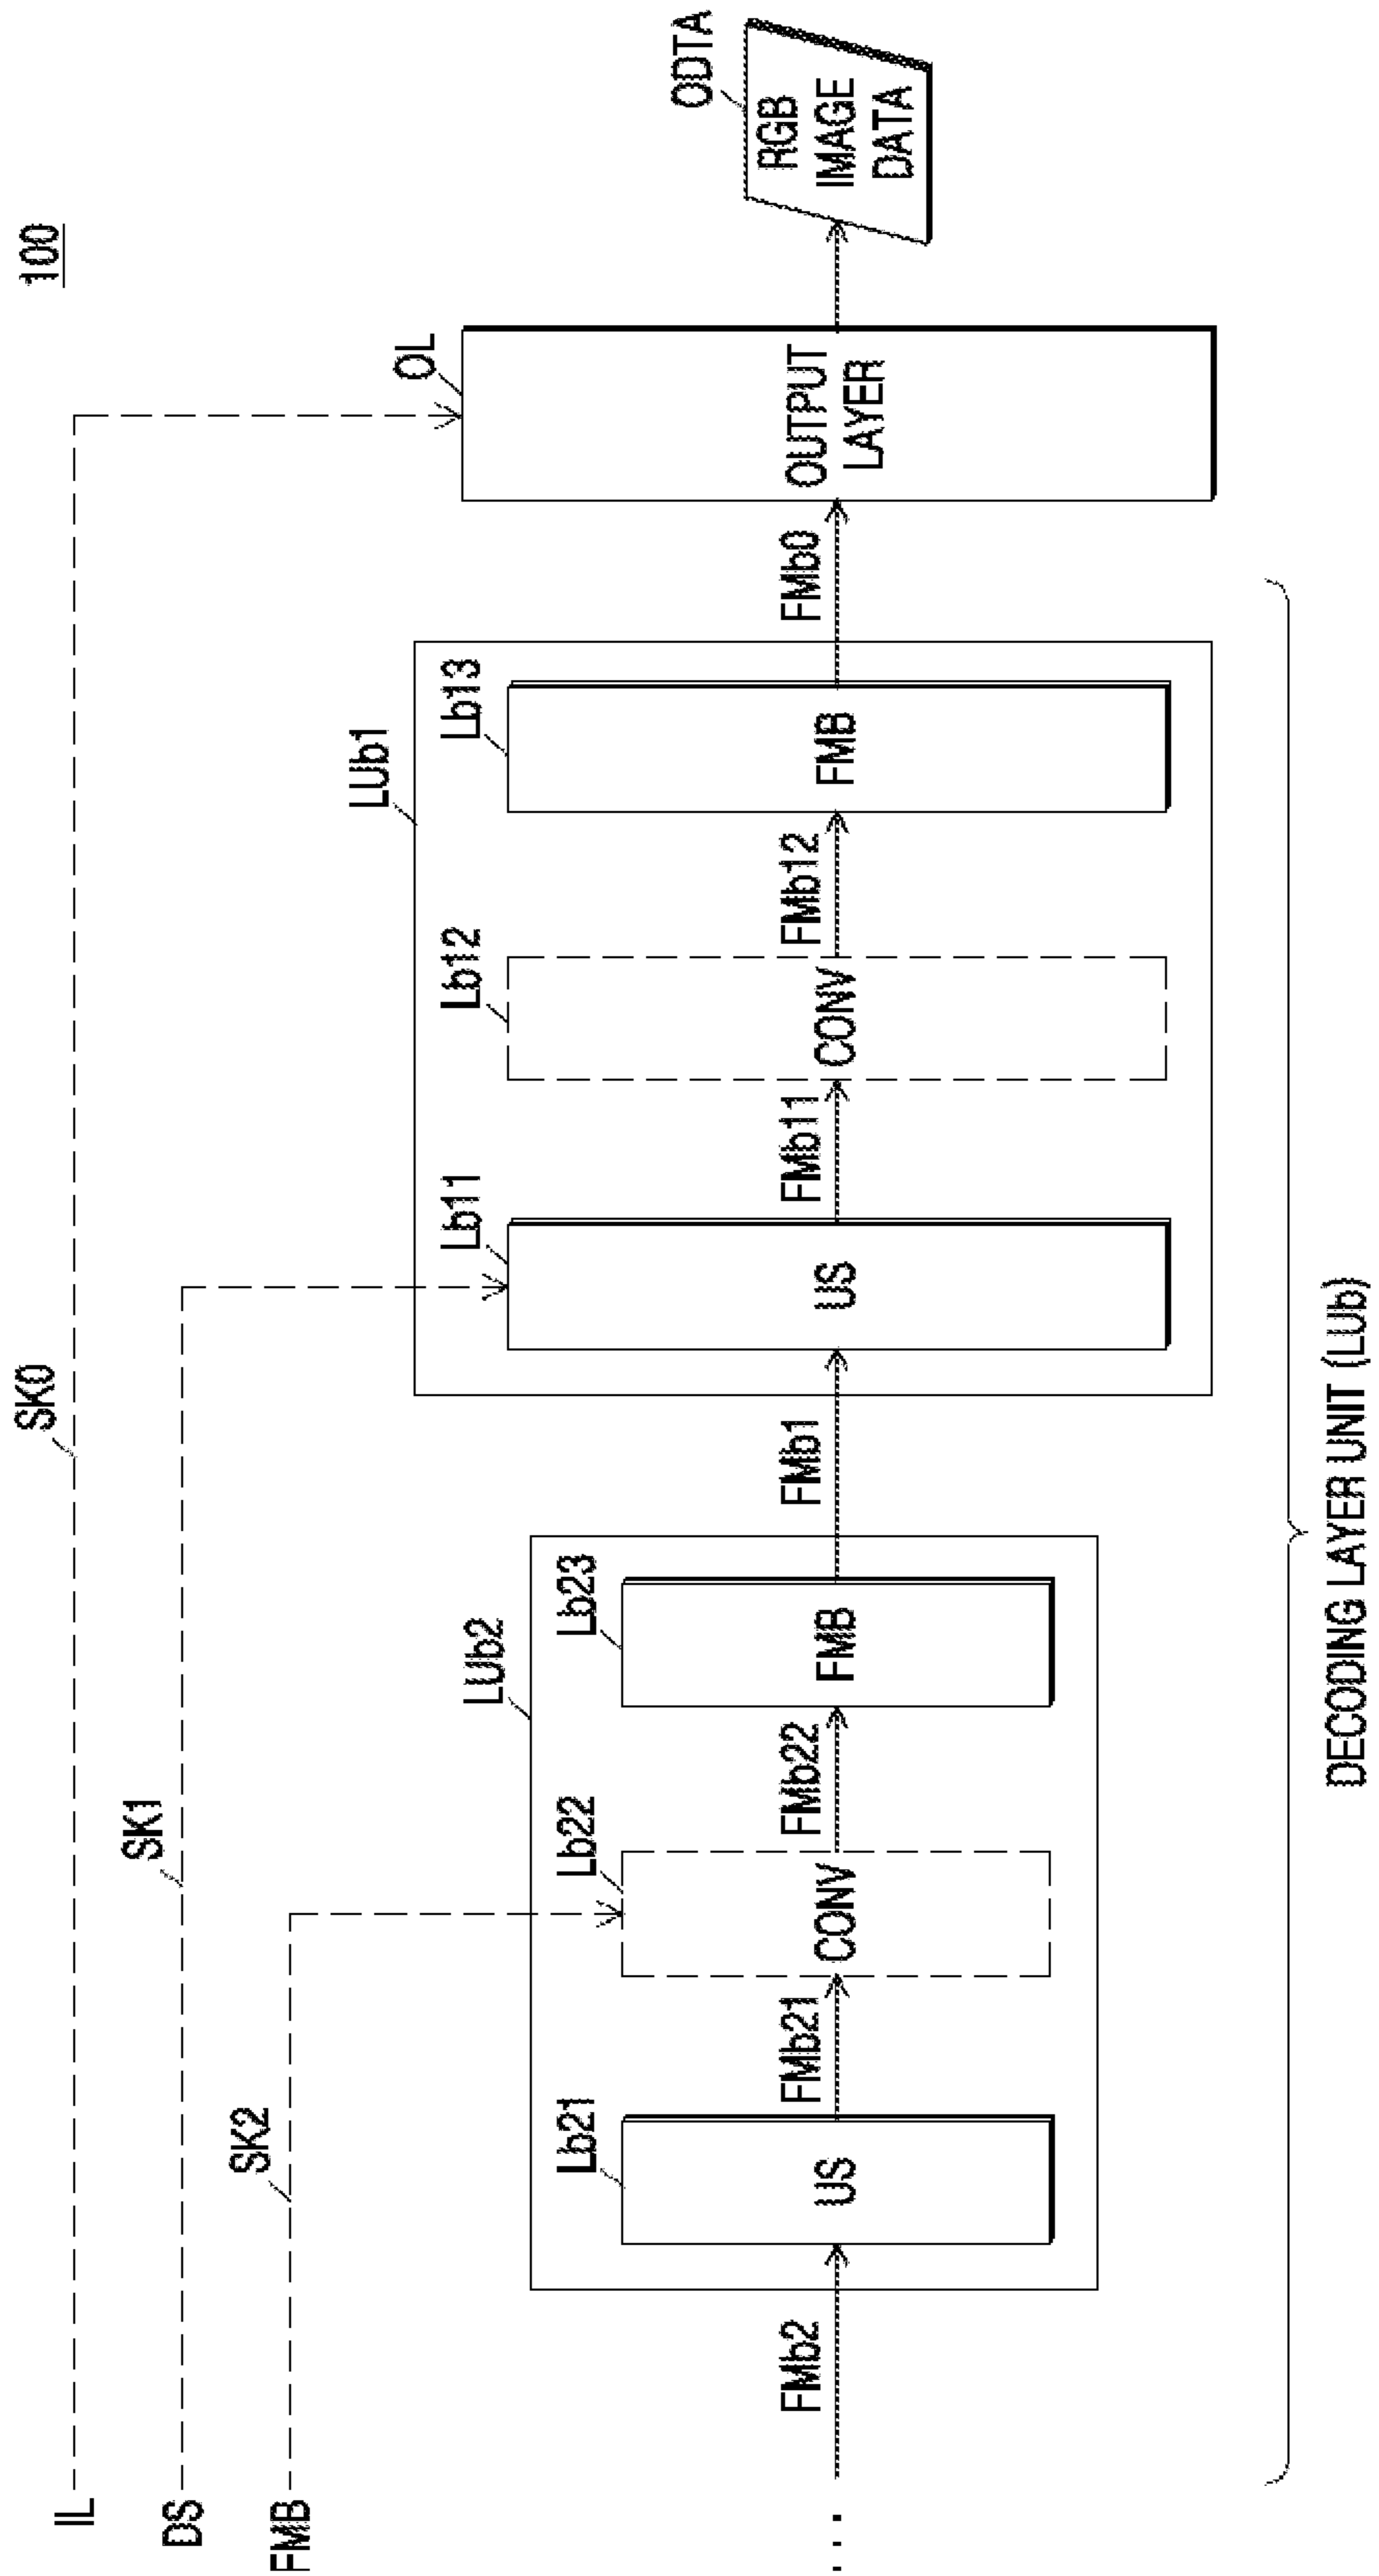 100
IL
SK0
DS
SK1
FMB
SK2
OL
ODTA
LUb2
Lb21
Lb22
Lb23
LUb1
Lb11
Lb12
Lb13
...
FMb2
US
FMb21
CONV
FMb22
FMB
FMb1
US
FMb11
CONV
FMb12
FMB
FMb0
OUTPUT
LAYER
RGB
IMAGE
DATA
DECODING LAYER UNIT (LUb)